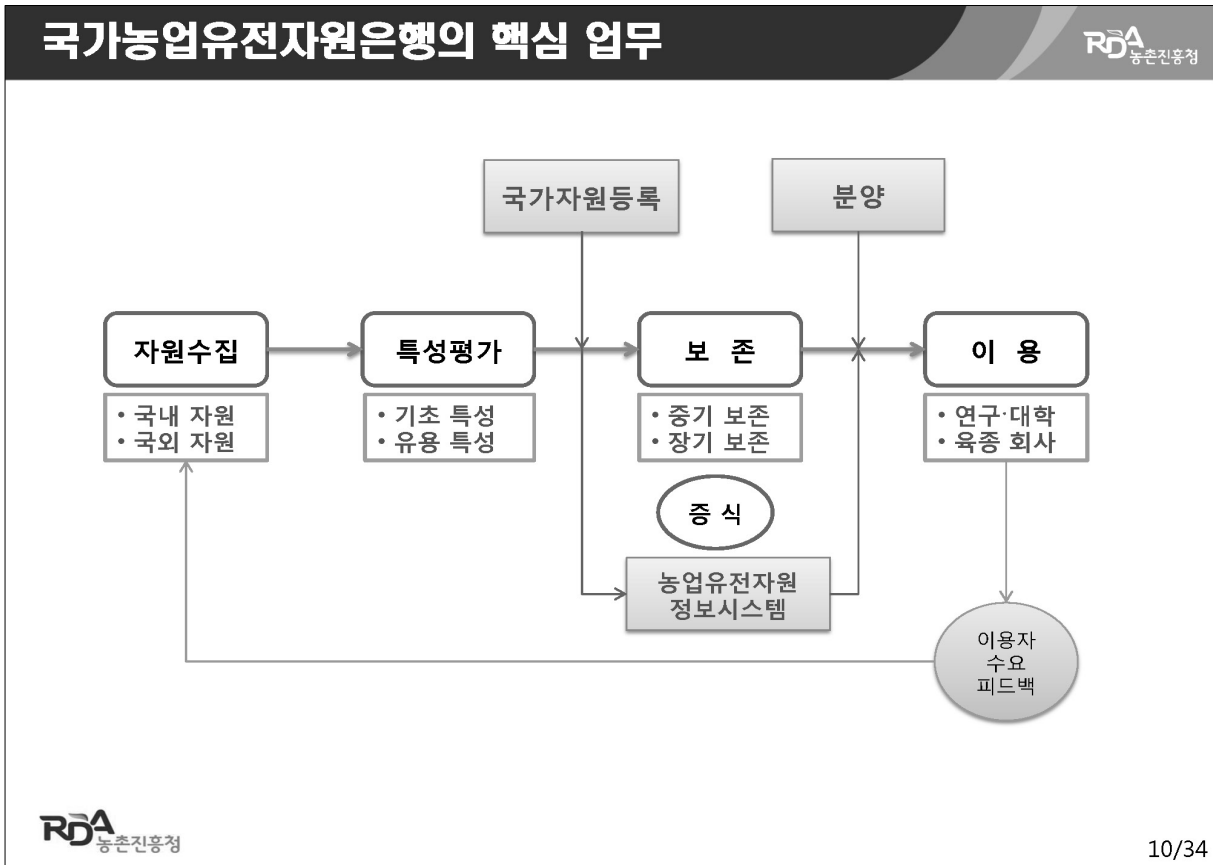 국가농업유전자원은행의 핵심 업무
RDA 농촌진흥청
국가자원등록
분양
자원수집
특성평가
보 존
이 용
• 국내 자원
• 국외 자원
• 기초 특성
• 유용 특성
• 중기 보존
• 장기 보존
• 연구·대학
• 육종 회사
증 식
농업유전자원
정보시스템
이용자
수요
피드백
RDA 농촌진흥청
10/34